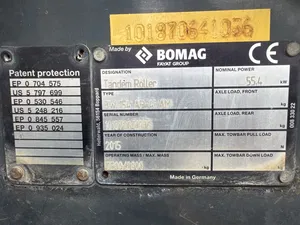 101870641036
Made by
BOMAG
FAYAT GROUP
Patent protection
EP 0 704 575
US 5 797 699
EP 0 530 546
US 5 248 216
EP 0 845 557
EP 0 935 024
DESIGNATION
Tandem Roller
NOMINAL POWER
55.4 kW
TYPE
AXLE LOAD, FRONT
kg
SERIAL NUMBER
AXLE LOAD, REAR
kg
YEAR OF CONSTRUCTION
2015
MAX. TOWBAR PULL LOAD
kg
OPERATING MASS / MAX. MASS
kg
MAX. TOWBAR DOWN LOAD
kg
Made in Germany